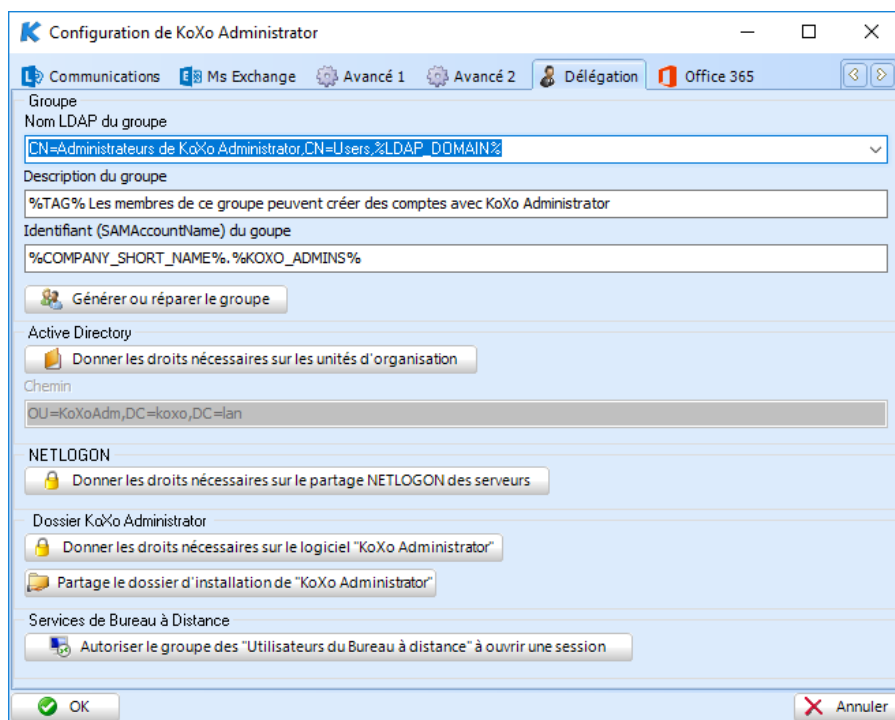 Configuration de KoXo Administrator
Communications Ms Exchange Avancé 1 Avancé 2 Délégation Office 365
Groupe
Nom LDAP du groupe
CN=Administrateurs de KoXo Administrator,CN=Users,%LDAP_DOMAIN%
Description du groupe
%TAG% Les membres de ce groupe peuvent créer des comptes avec KoXo Administrator
Identifiant (SAMAccountName) du goupe
%COMPANY_SHORT_NAME%.%KOXO_ADMINS%
Générer ou réparer le groupe
Active Directory
Donner les droits nécessaires sur les unités d'organisation
Chemin
OU=KoXoAdm,DC=koxo,DC=lan
NETLOGON
Donner les droits nécessaires sur le partage NETLOGON des serveurs
Dossier KoXo Administrator
Donner les droits nécessaires sur le logiciel "KoXo Administrator"
Partage le dossier d'installation de "KoXo Administrator"
Services de Bureau à Distance
Autoriser le groupe des "Utilisateurs du Bureau à distance" à ouvrir une session
OK Annuler